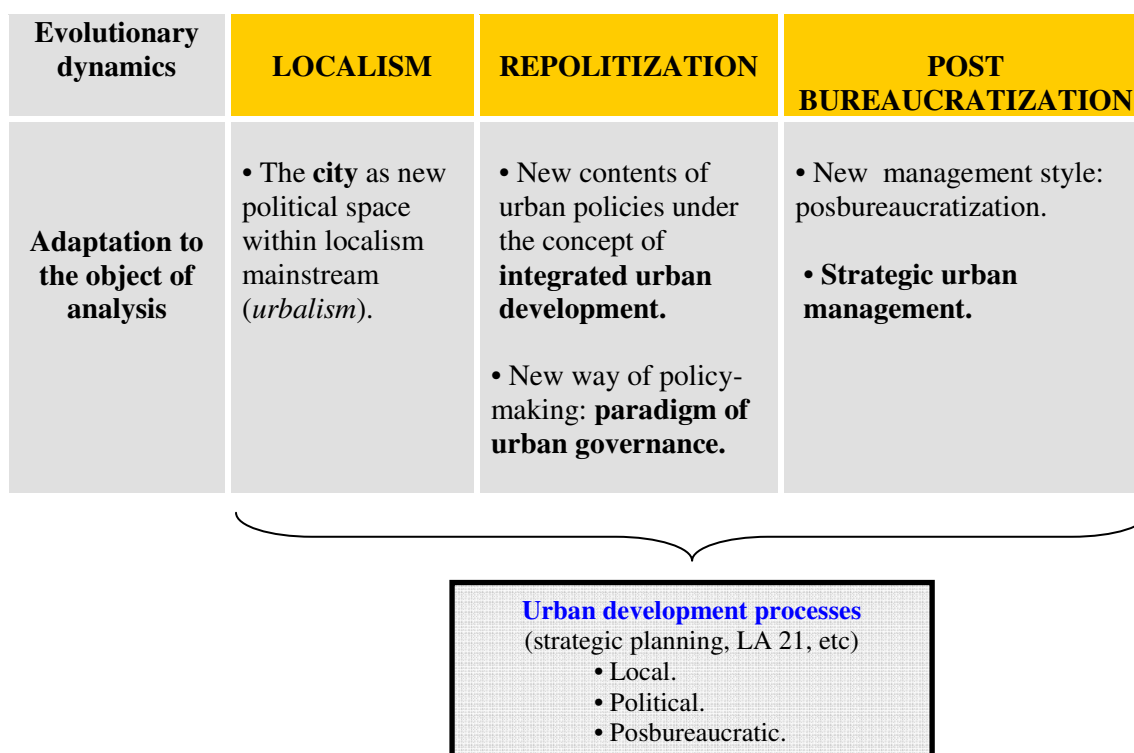 Evolutionary
dynamics
LOCALISM
REPOLITIZATION
POST
BUREAUCRATIZATION
Adaptation to
the object of
analysis
• The city as new
political space
within localism
mainstream
(urbalism).
• New contents of
urban policies under
the concept of
integrated urban
development.
• New way of policy-
making: paradigm of
urban governance.
• New management style:
posbureaucratization.
• Strategic urban
management.
Urban development processes
(strategic planning, LA 21, etc)
• Local.
• Political.
• Posbureaucratic.